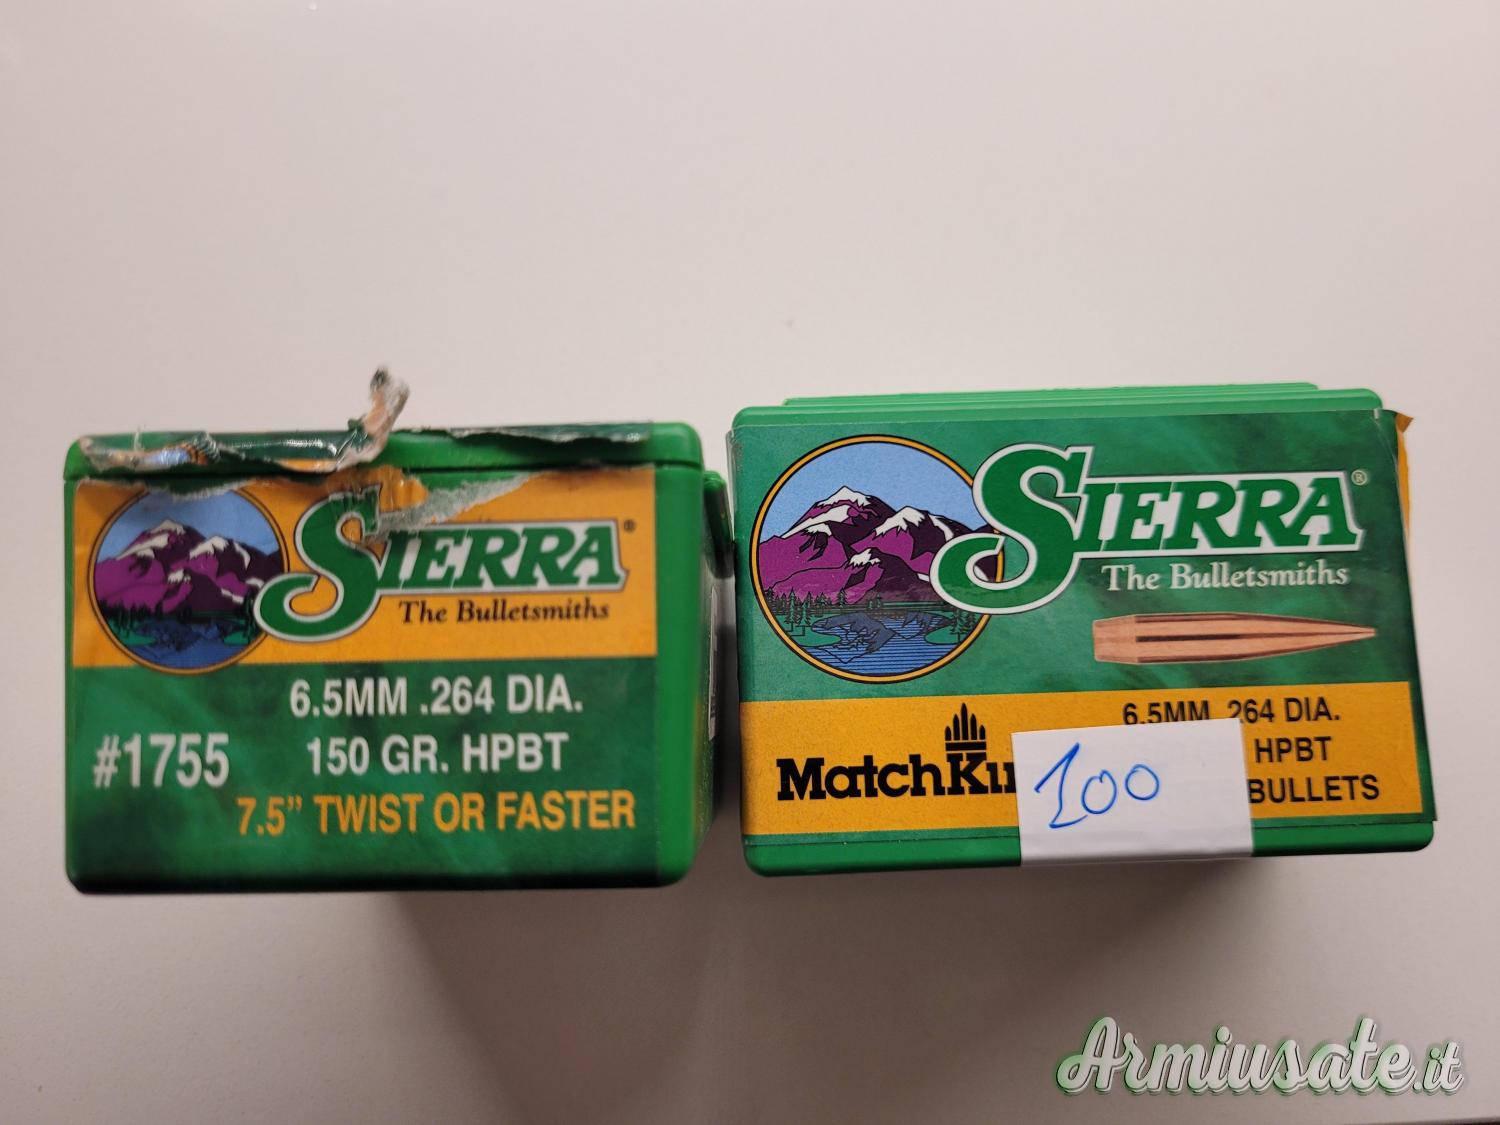 SIERRA®
The Bulletsmiths
6.5MM .264 DIA.
#1755
150 GR. HPBT
7.5" TWIST OR FASTER
SIERRA®
The Bulletsmiths
6.5MM .264 DIA.
HPBT
BULLETS
100
Armiusate.it